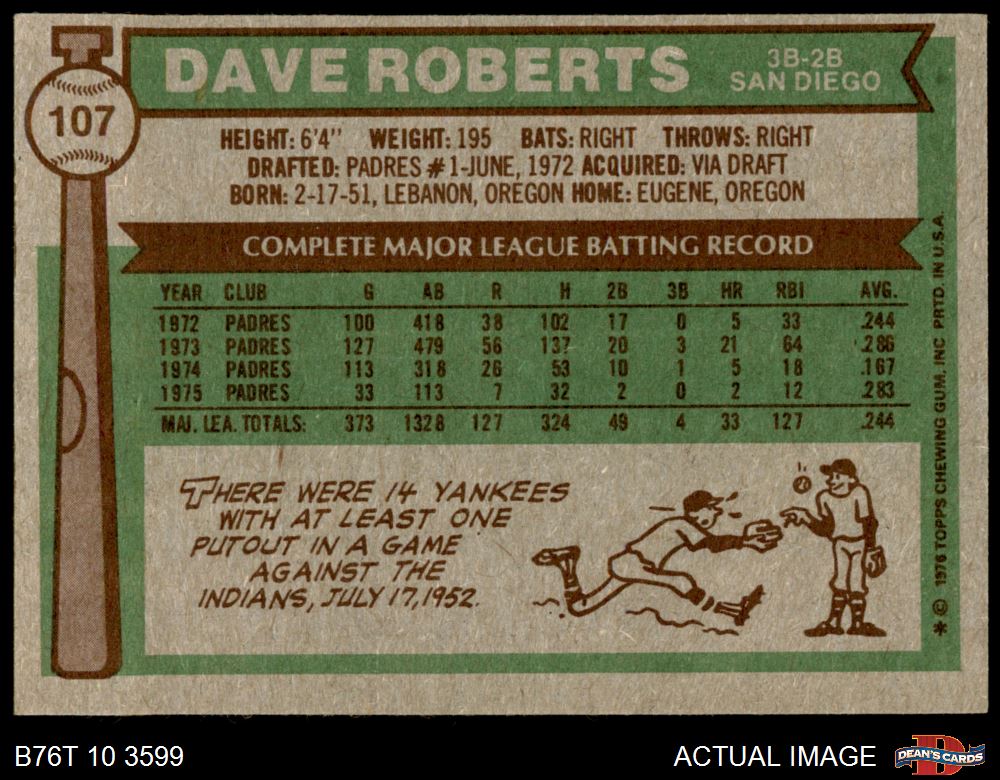 107
DAVE ROBERTS
3B-2B
SAN DIEGO
HEIGHT: 6'4" WEIGHT: 195 BATS: RIGHT THROWS: RIGHT
DRAFTED: PADRES #1-JUNE, 1972 ACQUIRED: VIA DRAFT
BORN: 2-17-51, LEBANON, OREGON HOME: EUGENE, OREGON
COMPLETE MAJOR LEAGUE BATTING RECORD
YEAR CLUB G AB R H 2B 3B HR RBI AVG.
1972 PADRES 100 418 38 102 17 0 5 33 .244
1973 PADRES 127 479 56 137 20 3 21 64 .286
1974 PADRES 113 318 26 53 10 1 5 18 .167
1975 PADRES 33 113 7 32 2 0 2 12 .283
MAJ. LEA. TOTALS: 373 1328 127 324 49 4 33 127 .244
THERE WERE 14 YANKEES
WITH AT LEAST ONE
PUTOUT IN A GAME
AGAINST THE
INDIANS, JULY 17, 1952.
* © 1976 TOPPS CHEWING GUM, INC PRTD. IN U.S.A.
B76T 10 3599
ACTUAL IMAGE
D
DEAN'S CARDS